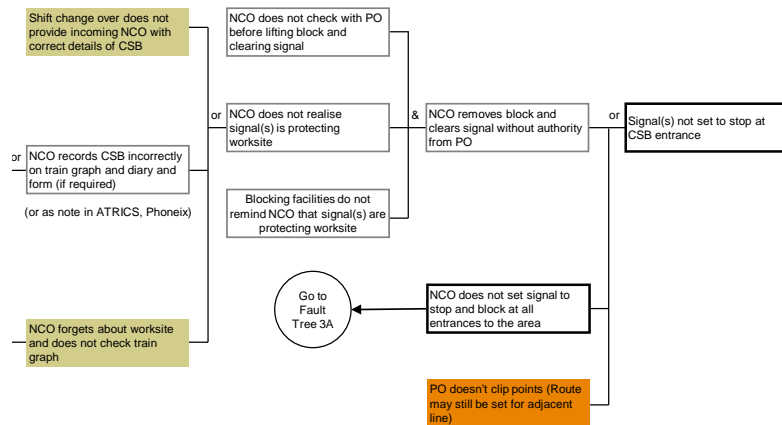 Shift change over does not
provide incoming NCO with
correct details of CSB
NCO does not check with PO
before lifting block and
clearing signal
or
NCO does not realise
signal(s) is protecting
worksite
&
NCO removes block and
clears signal without authority
from PO
or
Signal(s) not set to stop at
CSB entrance
or
NCO records CSB incorrectly
on train graph and diary and
form (if required)
(or as note in ATRICS, Phoneix)
Blocking facilities do not
remind NCO that signal(s) are
protecting worksite
Go to
Fault
Tree 3A
NCO does not set signal to
stop and block at all
entrances to the area
NCO forgets about worksite
and does not check train
graph
PO doesn't clip points (Route
may still be set for adjacent
line)